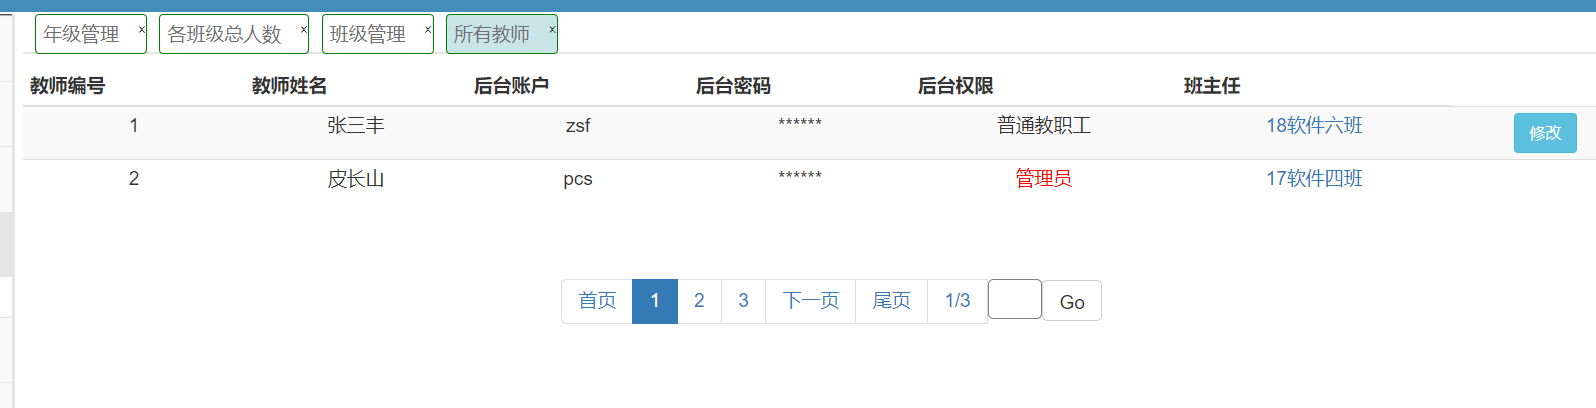 年级管理 x 各班级总人数 x 班级管理 x 所有教师 x
教师编号 教师姓名 后台账户 后台密码 后台权限 班主任
1 张三丰 zsf ****** 普通教职工 18软件六班 修改
2 皮长山 pcs ****** 管理员 17软件四班
首页 1 2 3 下一页 尾页 1/3 Go